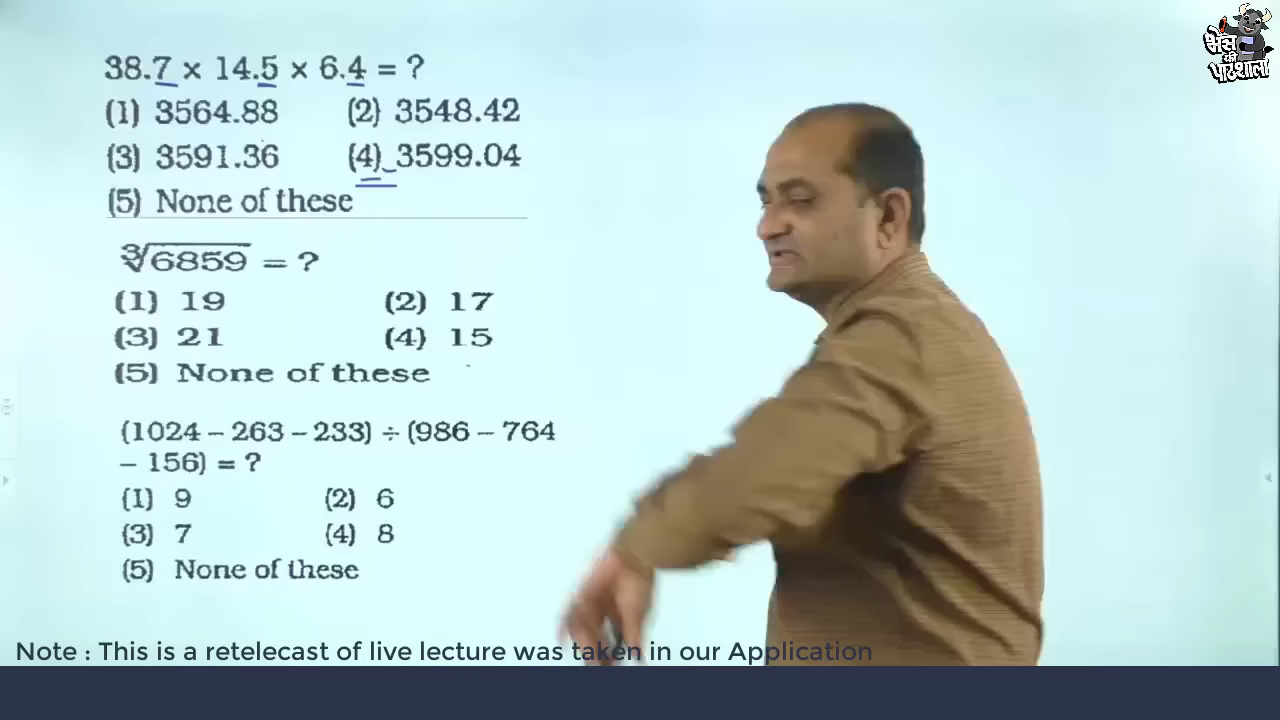 भैंस
की
पाठशाला
38.7 × 14.5 × 6.4 = ?
(1) 3564.88 (2) 3548.42
(3) 3591.36 (4) 3599.04
(5) None of these
∛6859 = ?
(1) 19 (2) 17
(3) 21 (4) 15
(5) None of these
(1024 – 263 – 233) ÷ (986 – 764
– 156) = ?
(1) 9 (2) 6
(3) 7 (4) 8
(5) None of these
Note : This is a retelecast of live lecture was taken in our Application